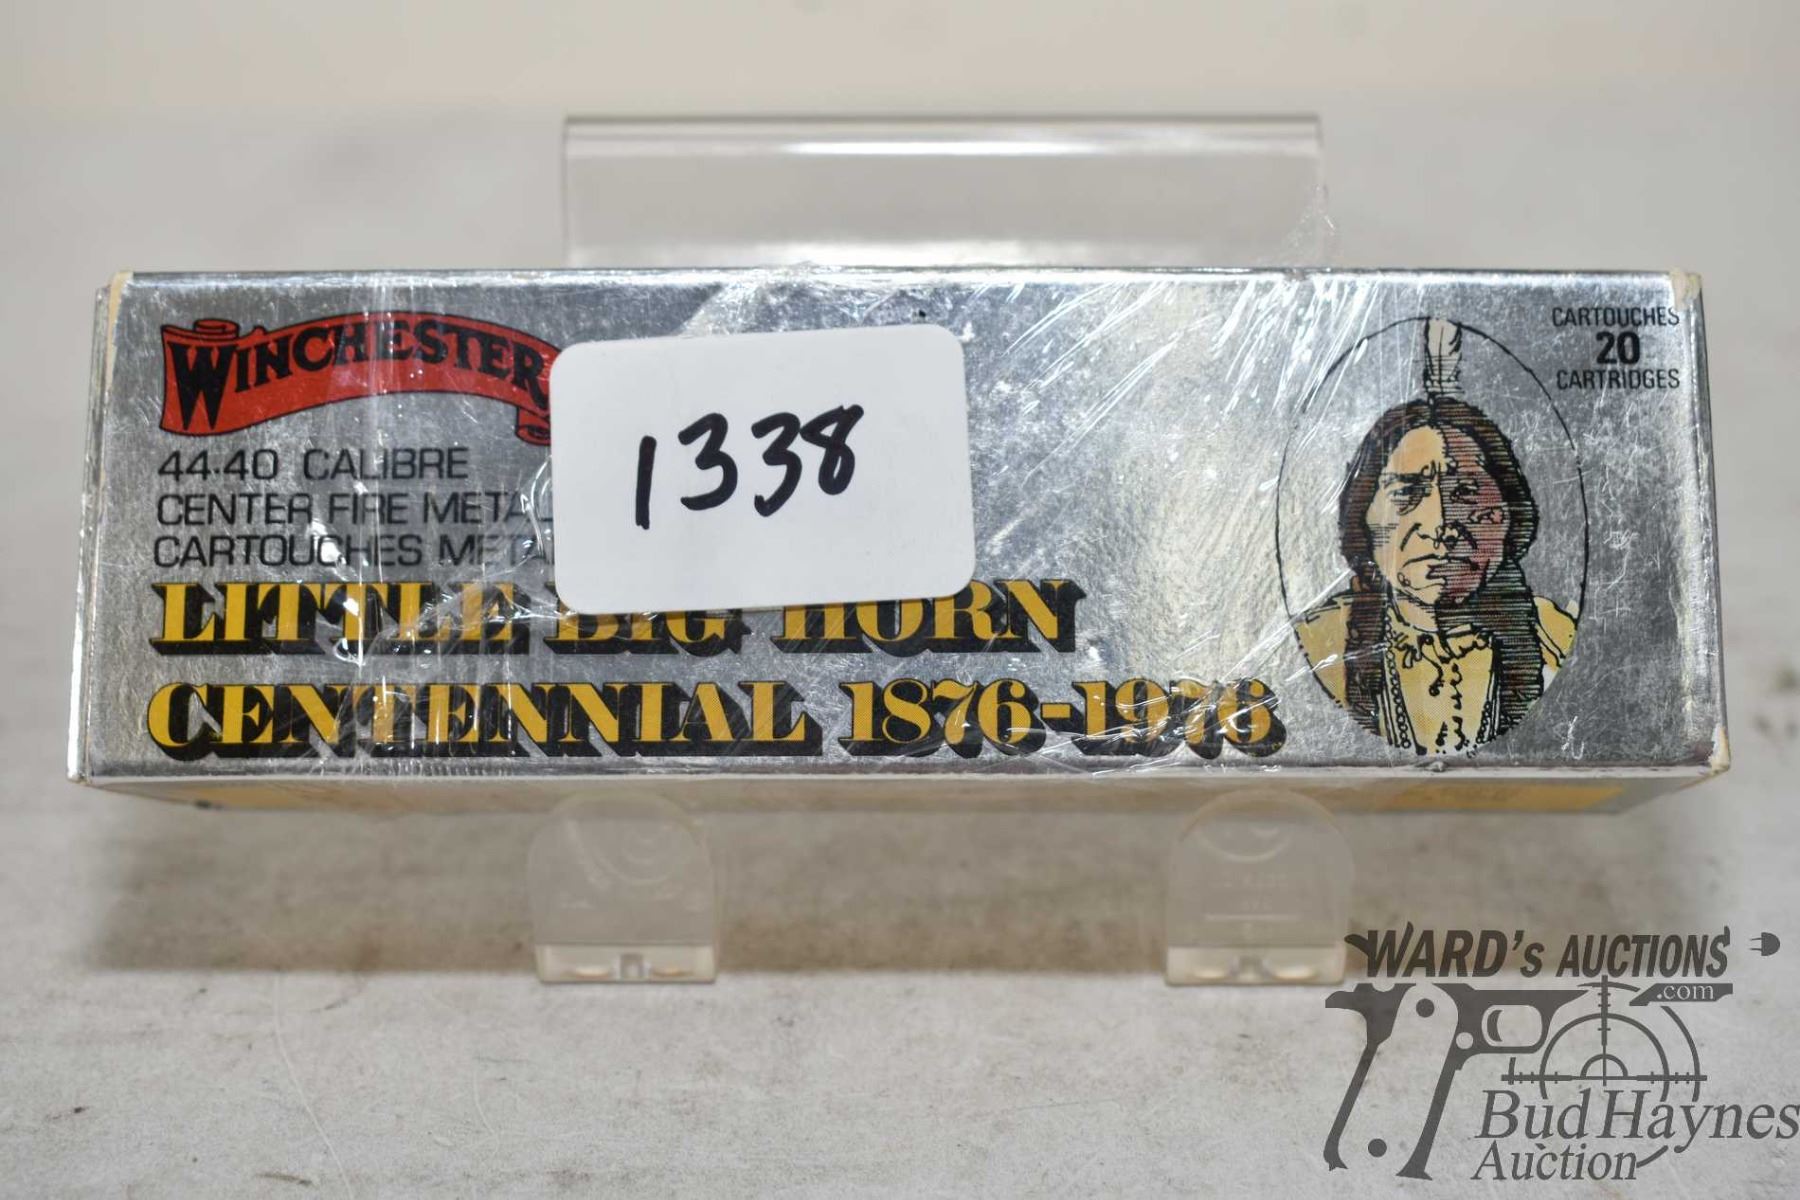 WINCHESTER
44-40 CALIBRE
CENTER FIRE METAL
CARTOUCHES META
LITTLE BIG HORN
CENTENNIAL 1876-1976
1338
CARTOUCHES
20
CARTRIDGES
WARD'S AUCTIONS
.com
Bud Haynes
Auction